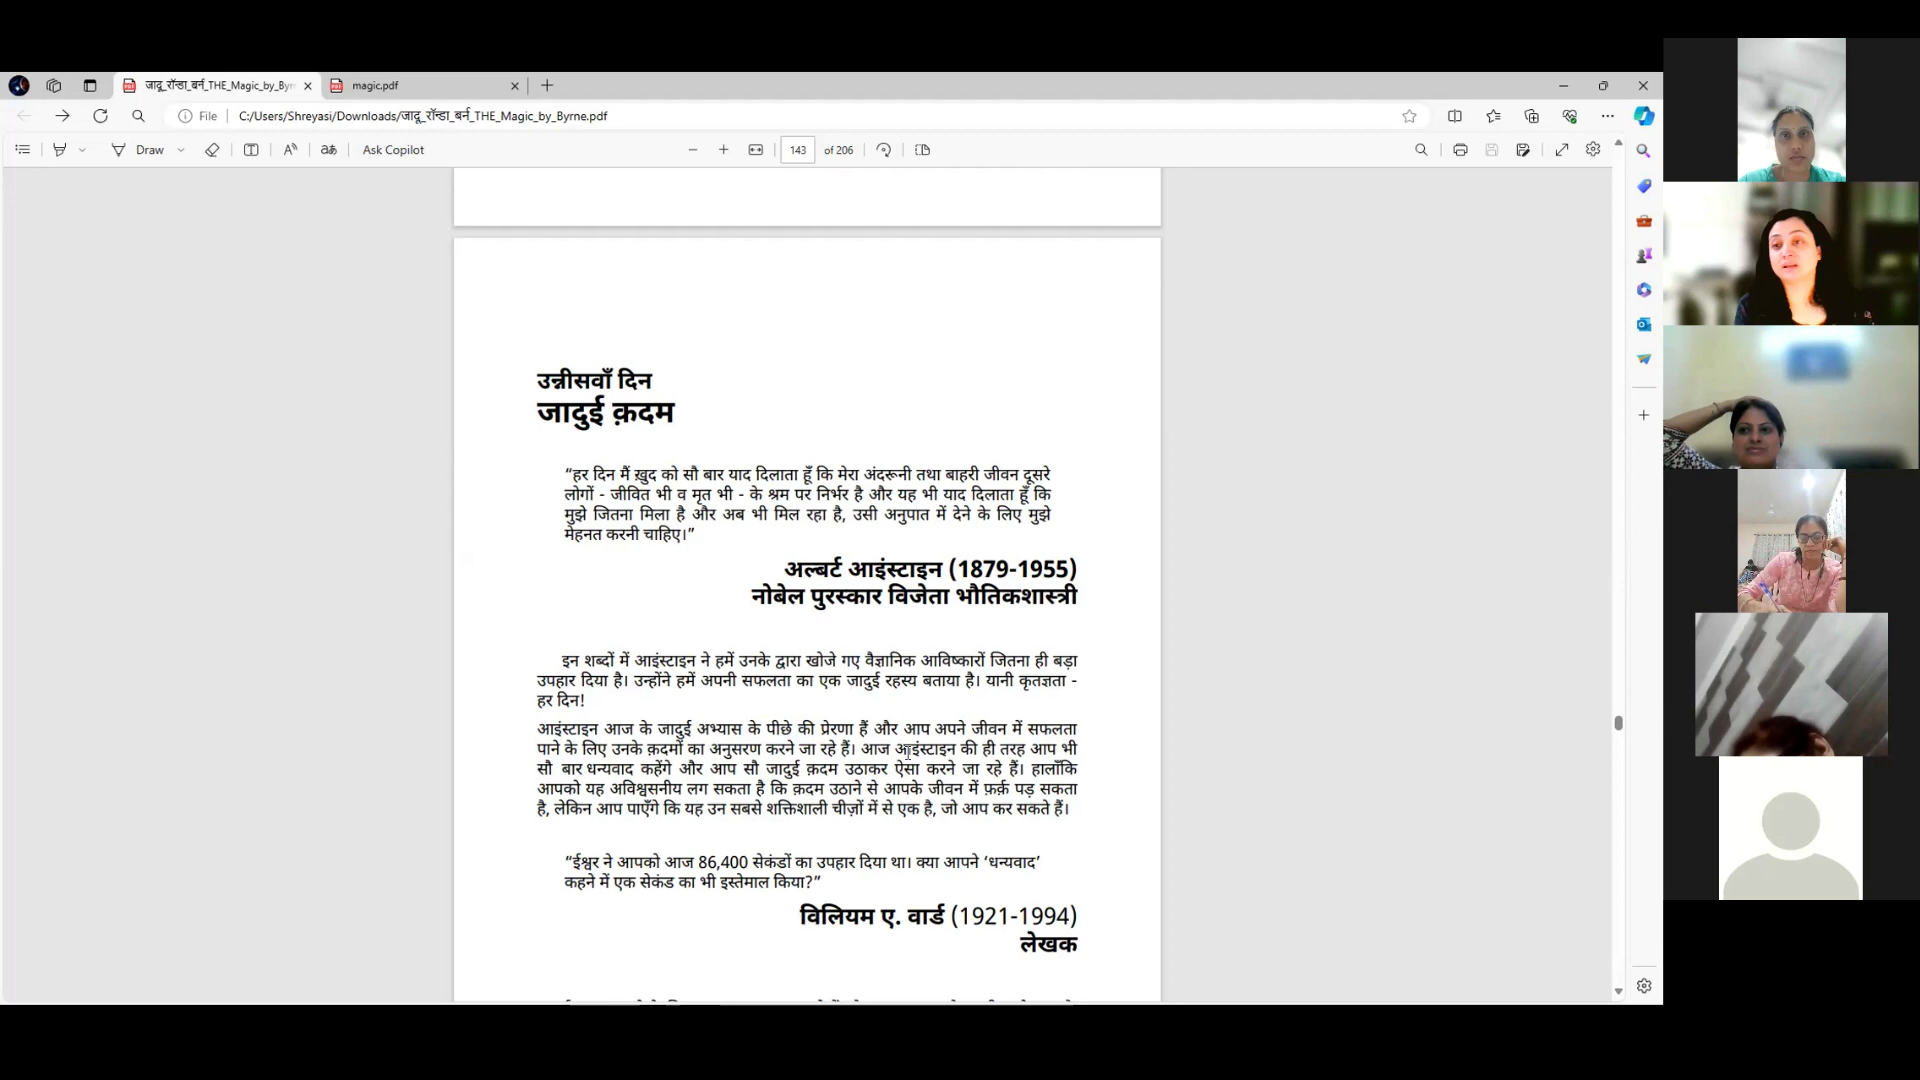 जादू_रॉन्डा_बर्न_THE_Magic_by_Byr
magic.pdf
File
C:/Users/Shreyasi/Downloads/जादू_रॉन्डा_बर्न_THE_Magic_by_Byrne.pdf
Draw
Ask Copilot
143 of 206
उन्नीसवाँ दिन
जादुई क़दम
“हर दिन मैं ख़ुद को सौ बार याद दिलाता हूँ कि मेरा अंदरूनी तथा बाहरी जीवन दूसरे
लोगों - जीवित भी व मृत भी - के श्रम पर निर्भर है और यह भी याद दिलाता हूँ कि
मुझे जितना मिला है और अब भी मिल रहा है, उसी अनुपात में देने के लिए मुझे
मेहनत करनी चाहिए।”
अल्बर्ट आइंस्टाइन (1879-1955)
नोबेल पुरस्कार विजेता भौतिकशास्त्री
इन शब्दों में आइंस्टाइन ने हमें उनके द्वारा खोजे गए वैज्ञानिक आविष्कारों जितना ही बड़ा
उपहार दिया है। उन्होंने हमें अपनी सफलता का एक जादुई रहस्य बताया है। यानी कृतज्ञता -
हर दिन!
आइंस्टाइन आज के जादुई अभ्यास के पीछे की प्रेरणा हैं और आप अपने जीवन में सफलता
पाने के लिए उनके क़दमों का अनुसरण करने जा रहे हैं। आज आइंस्टाइन की ही तरह आप भी
सौ बार धन्यवाद कहेंगे और आप सौ जादुई क़दम उठाकर ऐसा करने जा रहे हैं। हालाँकि
आपको यह अविश्वसनीय लग सकता है कि क़दम उठाने से आपके जीवन में फ़र्क़ पड़ सकता
है, लेकिन आप पाएँगे कि यह उन सबसे शक्तिशाली चीज़ों में से एक है, जो आप कर सकते हैं।
“ईश्वर ने आपको आज 86,400 सेकंडों का उपहार दिया था। क्या आपने ‘धन्यवाद’
कहने में एक सेकंड का भी इस्तेमाल किया?”
विलियम ए. वार्ड (1921-1994)
लेखक